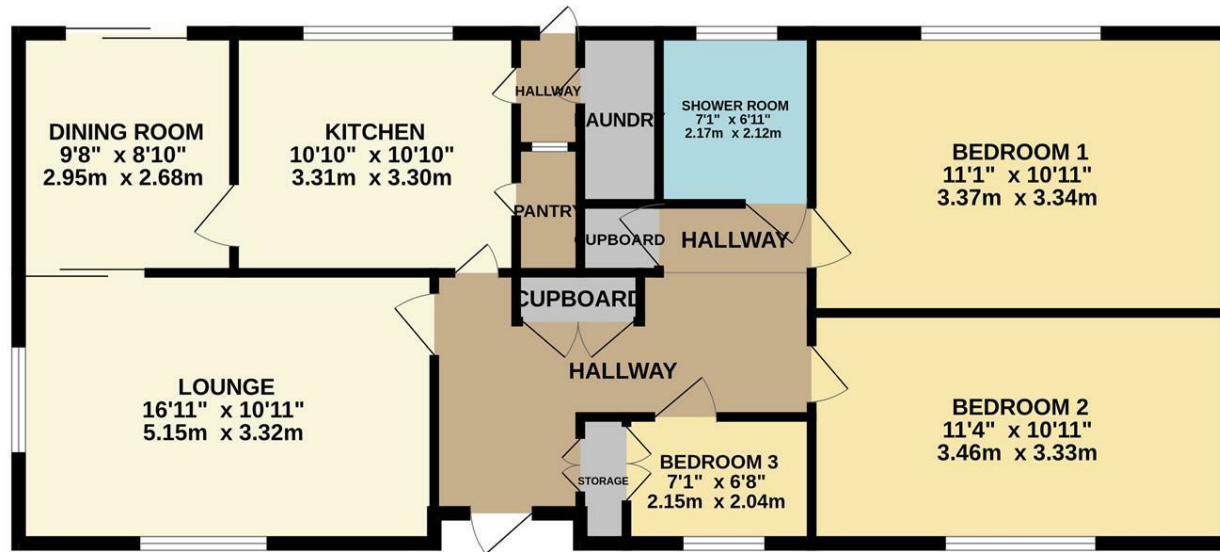 DINING ROOM
9'8" x 8'10"
2.95m x 2.68m
KITCHEN
10'10" x 10'10"
3.31m x 3.30m
HALLWAY
PANTRY
LAUNDRY
SHOWER ROOM
7'1" x 6'11"
2.17m x 2.12m
BEDROOM 1
11'1" x 10'11"
3.37m x 3.34m
CUPBOARD
HALLWAY
CUPBOARD
HALLWAY
LOUNGE
16'11" x 10'11"
5.15m x 3.32m
STORAGE
BEDROOM 3
7'1" x 6'8"
2.15m x 2.04m
BEDROOM 2
11'4" x 10'11"
3.46m x 3.33m